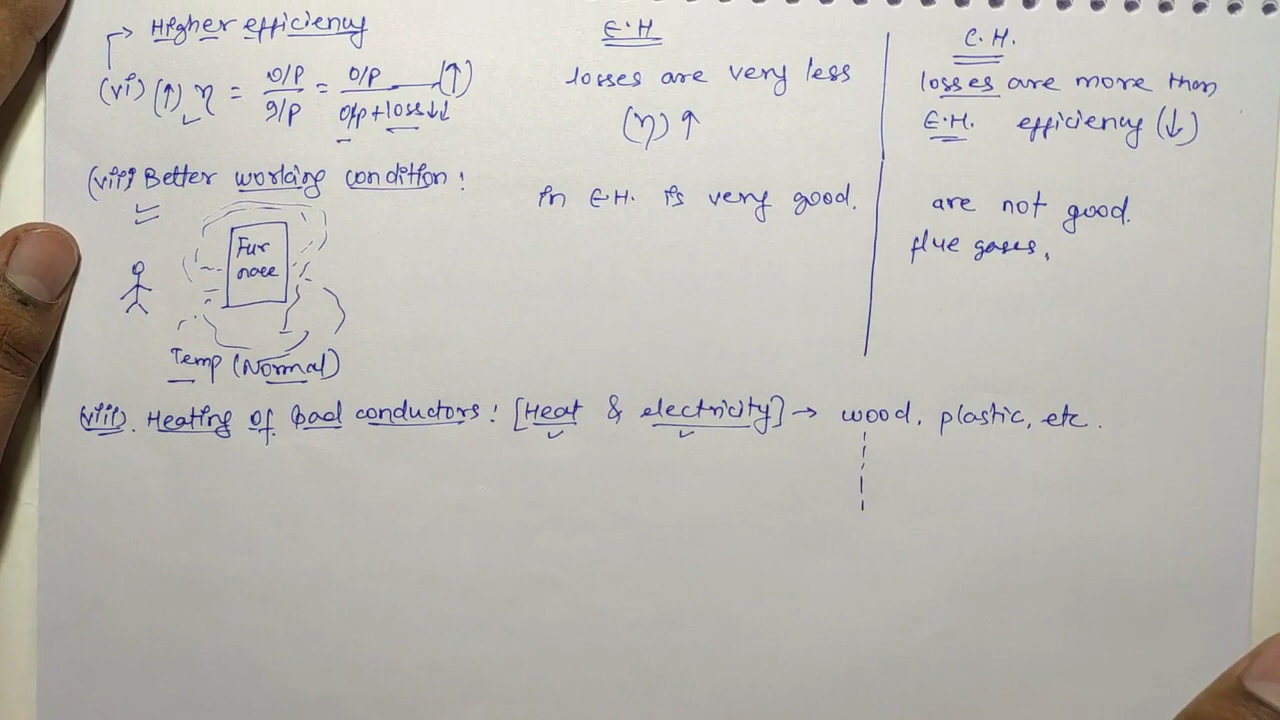 Higher efficiency
(vi) (↑) η = O/P / I/P = O/P / O/p + loss↓↓ (↑)
E.H
losses are very less
(η) ↑
C.H.
losses are more than
E.H. efficiency (↓)
(vii) Better working condition:
in E.H. is very good.
are not good.
flue gases,
Fur
nace
Temp (Normal)
(viii). Heating of bad conductors: [Heat & electricity] → wood, plastic, etc.